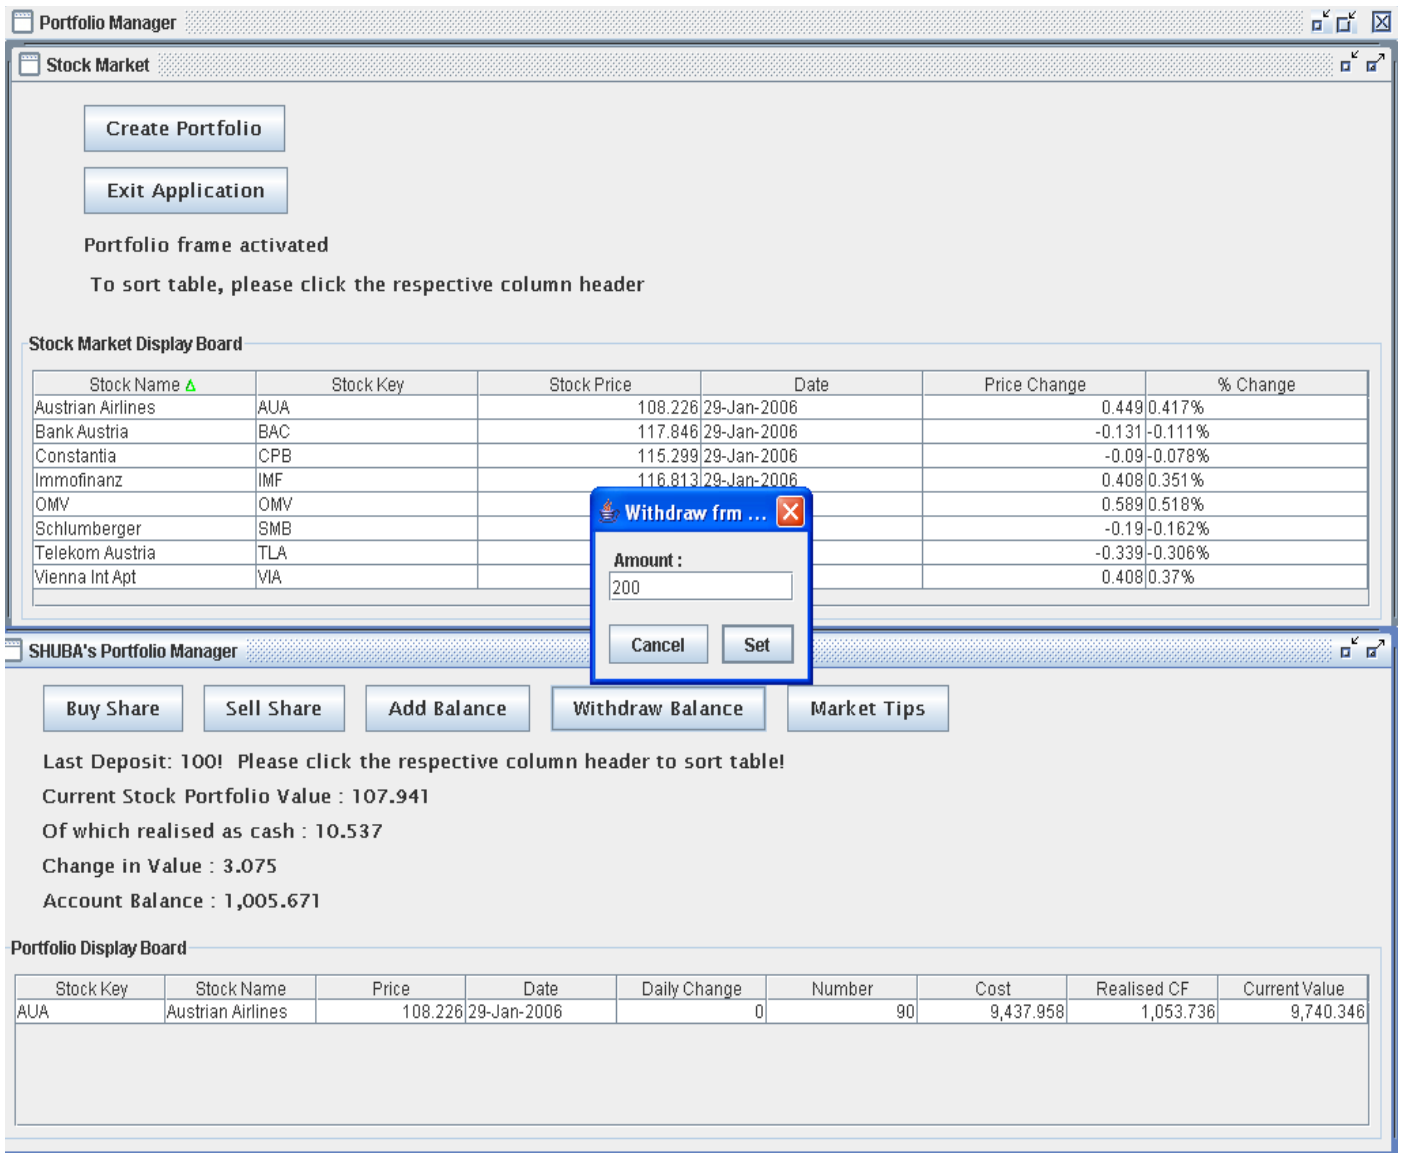 Portfolio Manager
Stock Market
Create Portfolio
Exit Application
Portfolio frame activated
To sort table, please click the respective column header
Stock Market Display Board
Stock Name Stock Key Stock Price Date Price Change % Change
Austrian Airlines AUA 108.226 29-Jan-2006 0.449 0.417%
Bank Austria BAC 117.846 29-Jan-2006 -0.131 -0.111%
Constantia CPB 115.299 29-Jan-2006 -0.09 -0.078%
Immofinanz IMF 116.813 29-Jan-2006 0.408 0.351%
OMV OMV 0.589 0.518%
Schlumberger SMB -0.19 -0.162%
Telekom Austria TLA -0.339 -0.306%
Vienna Int Apt VIA 0.408 0.37%
Withdraw frm ...
Amount :
200
Cancel Set
SHUBA's Portfolio Manager
Buy Share Sell Share Add Balance Withdraw Balance Market Tips
Last Deposit: 100! Please click the respective column header to sort table!
Current Stock Portfolio Value : 107.941
Of which realised as cash : 10.537
Change in Value : 3.075
Account Balance : 1,005.671
Portfolio Display Board
Stock Key Stock Name Price Date Daily Change Number Cost Realised CF Current Value
AUA Austrian Airlines 108.226 29-Jan-2006 0 90 9,437.958 1,053.736 9,740.346